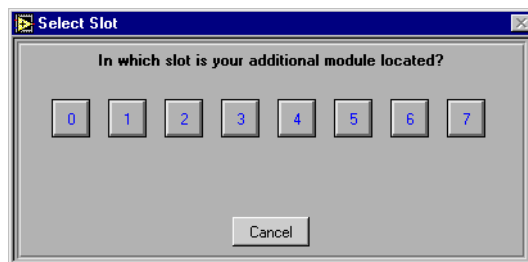 Select Slot
In which slot is your additional module located?
0 1 2 3 4 5 6 7
Cancel